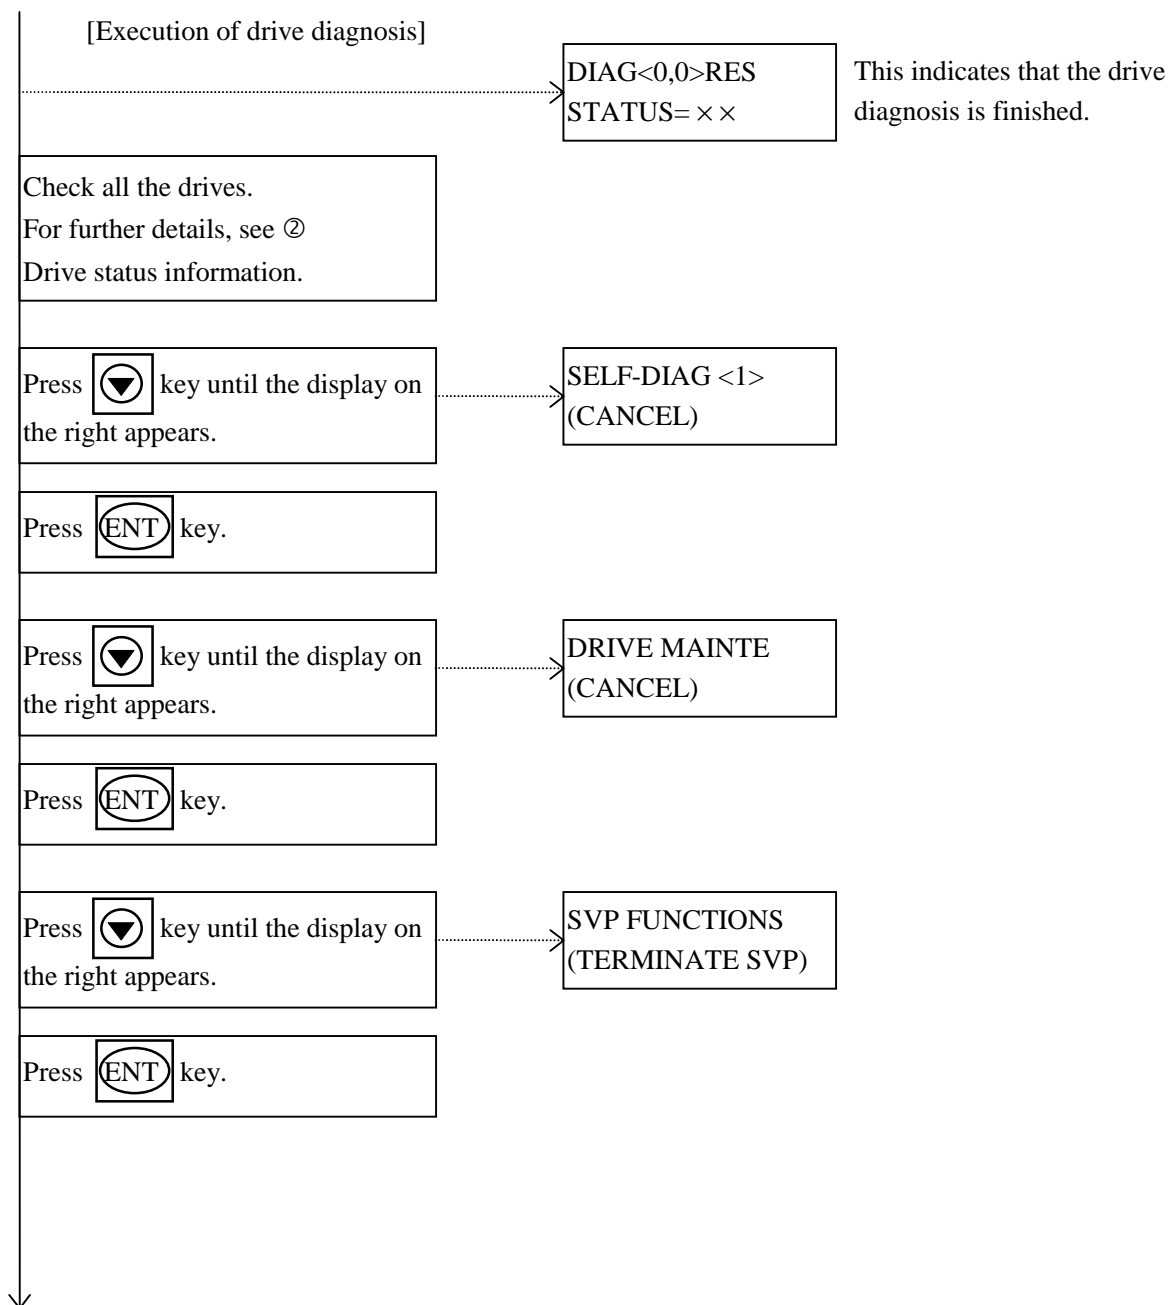 [Execution of drive diagnosis]
DIAG<0,0>RES
STATUS= ××
This indicates that the drive
diagnosis is finished.
Check all the drives.
For further details, see ②
Drive status information.
Press ▼ key until the display on
the right appears.
SELF-DIAG <1>
(CANCEL)
Press ENT key.
Press ▼ key until the display on
the right appears.
DRIVE MAINTE
(CANCEL)
Press ENT key.
Press ▼ key until the display on
the right appears.
SVP FUNCTIONS
(TERMINATE SVP)
Press ENT key.